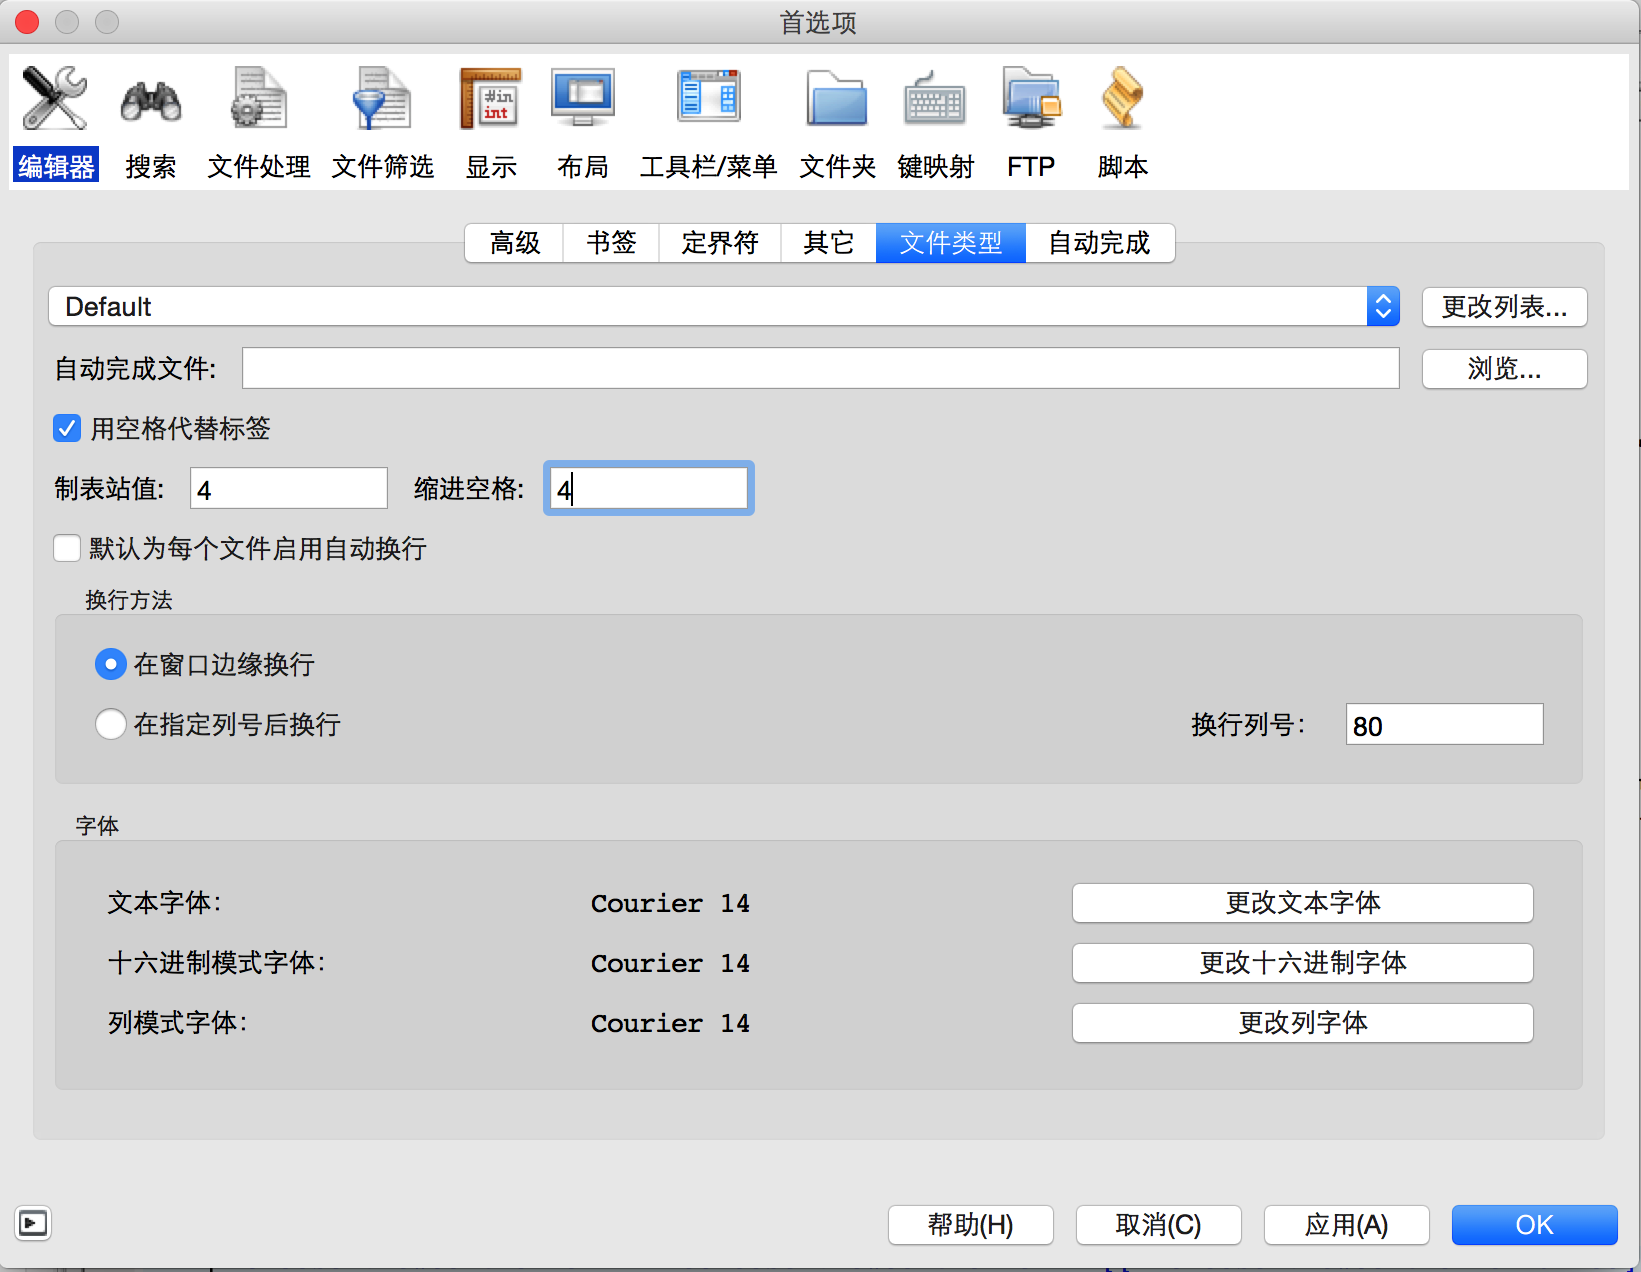 首选项
#in
int
编辑器 搜索 文件处理 文件筛选 显示 布局 工具栏/菜单 文件夹 键映射 FTP 脚本
高级 书签 定界符 其它 文件类型 自动完成
Default 更改列表...
自动完成文件: 浏览...
用空格代替标签
制表站值: 4 缩进空格: 4
默认为每个文件启用自动换行
换行方法
在窗口边缘换行
在指定列号后换行 换行列号: 80
字体
文本字体: Courier 14 更改文本字体
十六进制模式字体: Courier 14 更改十六进制字体
列模式字体: Courier 14 更改列字体
帮助(H) 取消(C) 应用(A) OK